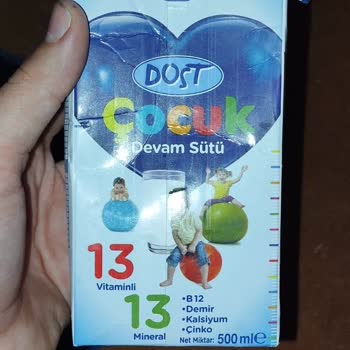 DOST
Çocuk
Devam Sütü
13
Vitaminli
13
Mineral
•B12
•Demir
•Kalsiyum
•Çinko
Net Miktar: 500 ml℮